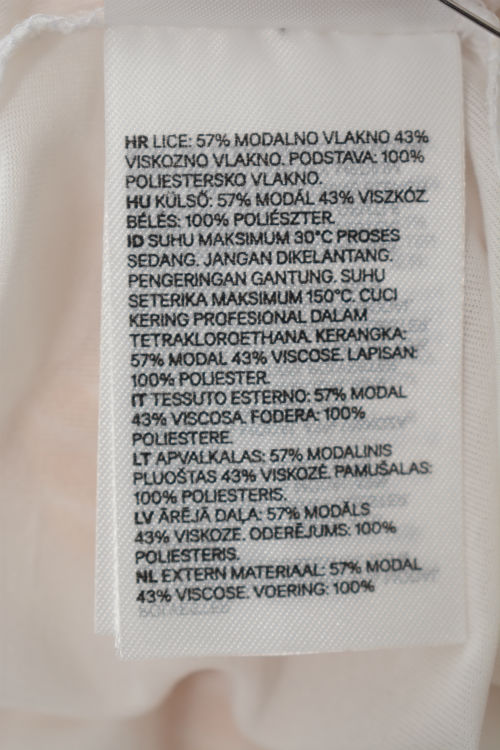 HR LICE: 57% MODALNO VLAKNO 43%
VISKOZNO VLAKNO. PODSTAVA: 100%
POLIESTERSKO VLAKNO.
HU KÜLSŐ: 57% MODÁL 43% VISZKÓZ.
BÉLÉS: 100% POLIÉSZTER.
ID SUHU MAKSIMUM 30°C PROSES
SEDANG. JANGAN DIKELANTANG.
PENGERINGAN GANTUNG. SUHU
SETERIKA MAKSIMUM 150°C. CUCI
KERING PROFESIONAL DALAM
TETRAKLOROETHANA. KERANGKA:
57% MODAL 43% VISCOSE. LAPISAN:
100% POLIESTER.
IT TESSUTO ESTERNO: 57% MODAL
43% VISCOSA. FODERA: 100%
POLIESTERE.
LT APVALKALAS: 57% MODALINIS
PLUOŠTAS 43% VISKOZĖ. PAMUŠALAS:
100% POLIESTERIS.
LV ĀRĒJĀ DAĻA: 57% MODĀLS
43% VISKOZE. ODERĒJUMS: 100%
POLIESTERIS.
NL EXTERN MATERIAAL: 57% MODAL
43% VISCOSE. VOERING: 100%